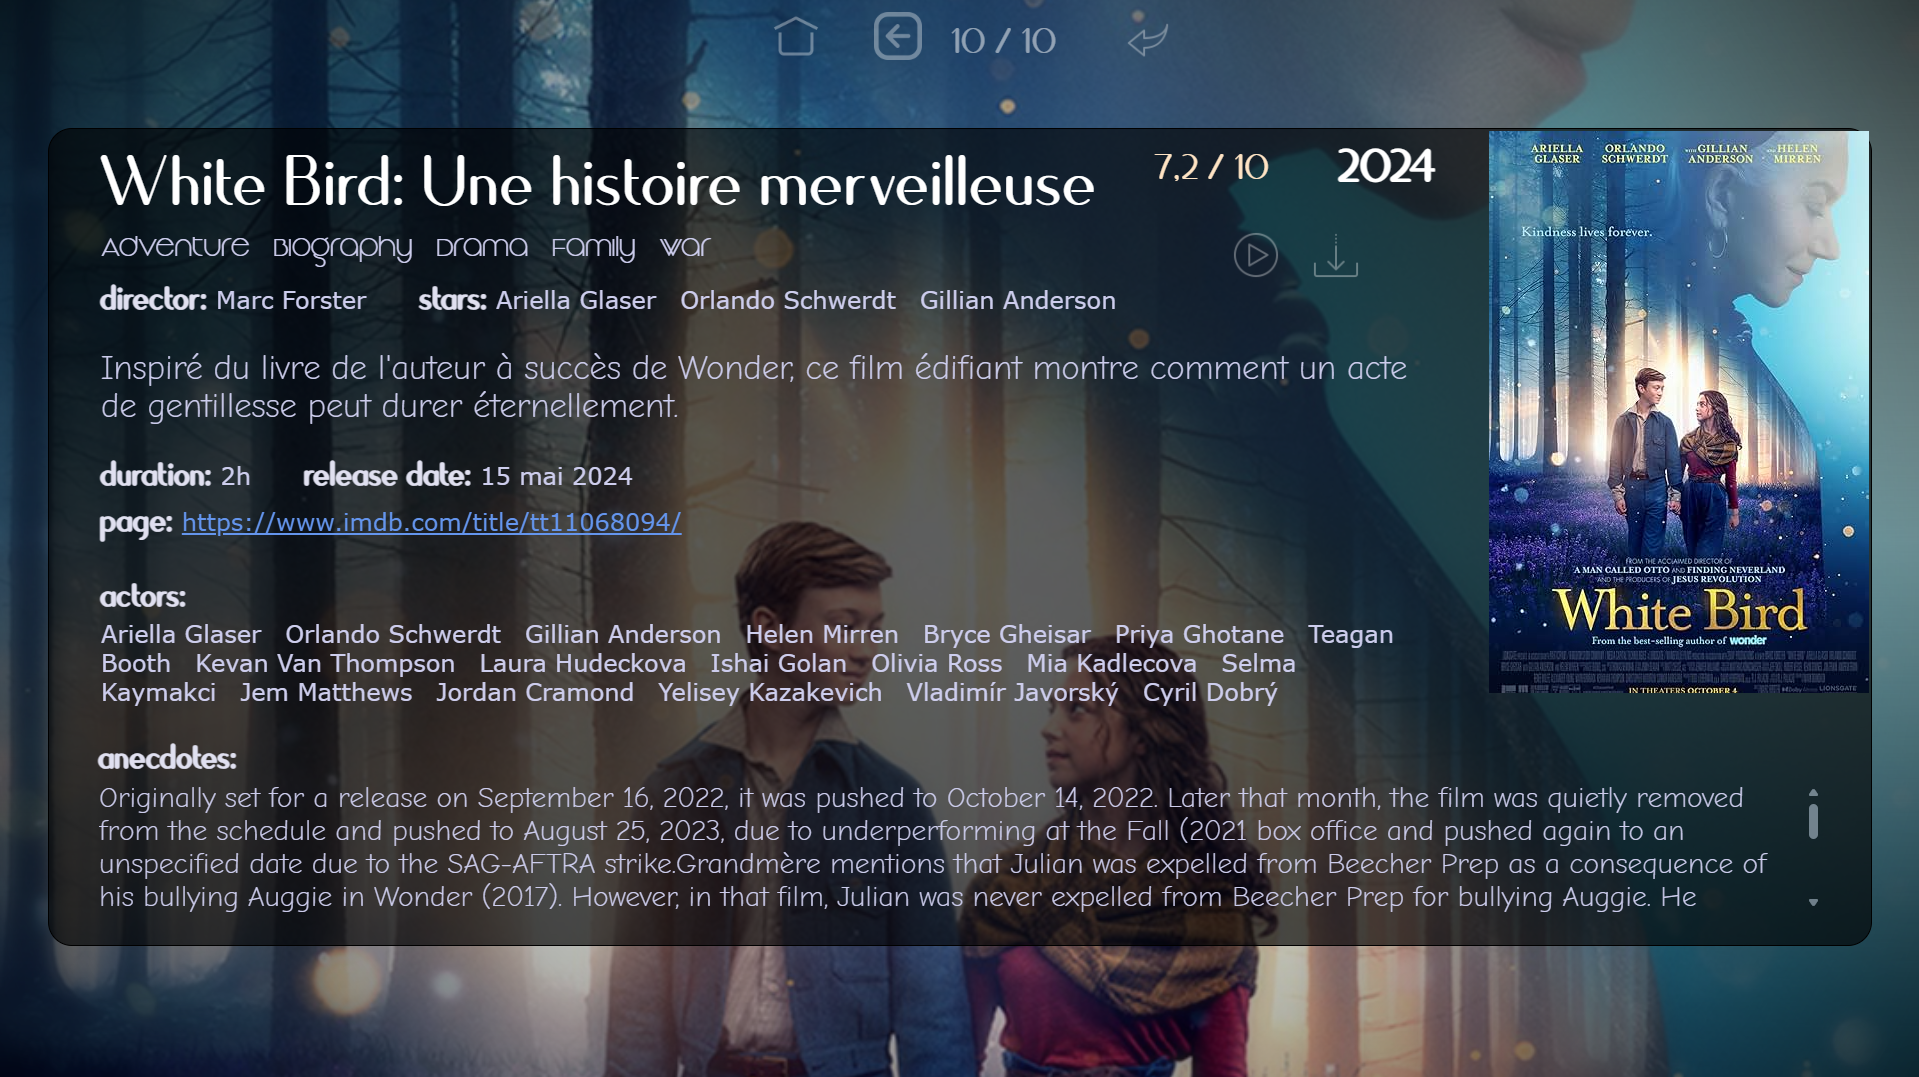 10 / 10
White Bird: Une histoire merveilleuse
7,2 / 10
2024
Adventure Biography Drama Family War
director: Marc Forster stars: Ariella Glaser Orlando Schwerdt Gillian Anderson
Inspiré du livre de l'auteur à succès de Wonder, ce film édifiant montre comment un acte
de gentillesse peut durer éternellement.
duration: 2h release date: 15 mai 2024
page: https://www.imdb.com/title/tt11068094/
actors:
Ariella Glaser Orlando Schwerdt Gillian Anderson Helen Mirren Bryce Gheisar Priya Ghotane Teagan
Booth Kevan Van Thompson Laura Hudeckova Ishai Golan Olivia Ross Mia Kadlecova Selma
Kaymakci Jem Matthews Jordan Cramond Yelisey Kazakevich Vladimír Javorský Cyril Dobrý
anecdotes:
Originally set for a release on September 16, 2022, it was pushed to October 14, 2022. Later that month, the film was quietly removed
from the schedule and pushed to August 25, 2023, due to underperforming at the Fall (2021 box office and pushed again to an
unspecified date due to the SAG-AFTRA strike.Grandmère mentions that Julian was expelled from Beecher Prep as a consequence of
his bullying Auggie in Wonder (2017). However, in that film, Julian was never expelled from Beecher Prep for bullying Auggie. He
ARIELLA GLASER ORLANDO SCHWERDT WITH GILLIAN ANDERSON AND HELEN MIRREN
Kindness lives forever.
FROM THE ACCLAIMED DIRECTOR OF
A MAN CALLED OTTO AND FINDING NEVERLAND
AND THE PRODUCERS OF JESUS REVOLUTION
White Bird
From the best-selling author of wonder
IN THEATERS OCTOBER 4
LIONSGATE